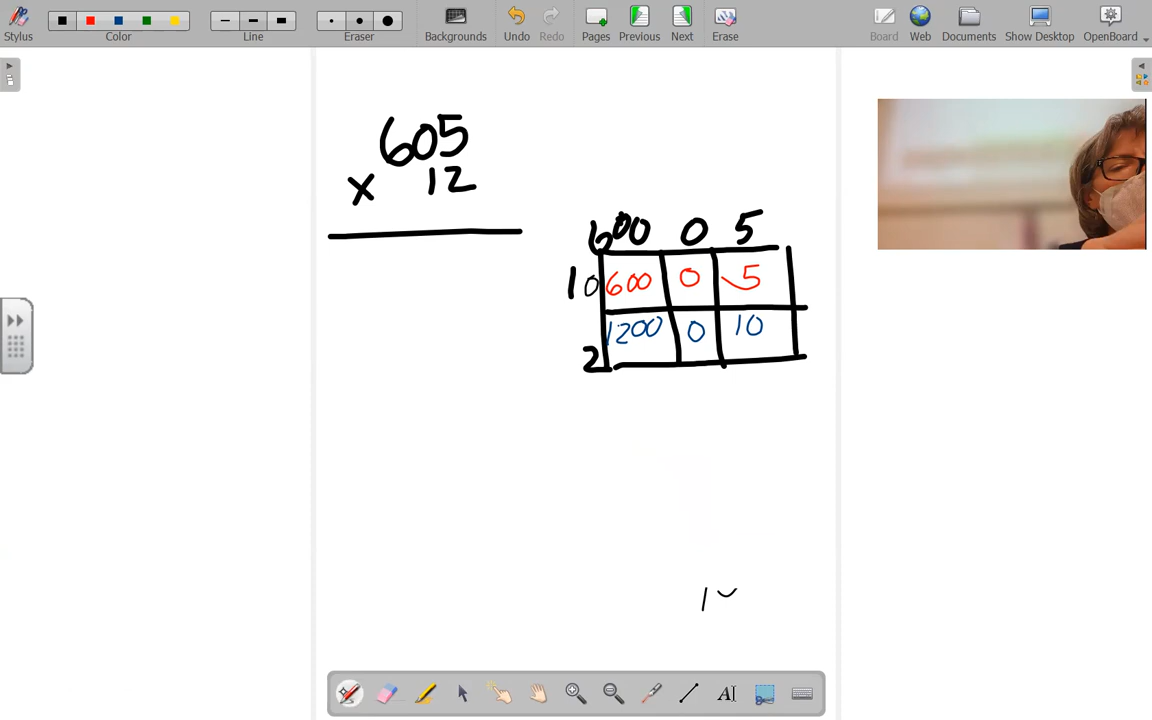 Stylus Color Line Eraser Backgrounds Undo Redo Pages Previous Next Erase Board Web Documents Show Desktop OpenBoard
605
x 12
600 0 5
10 600 0 5
2 1200 0 10